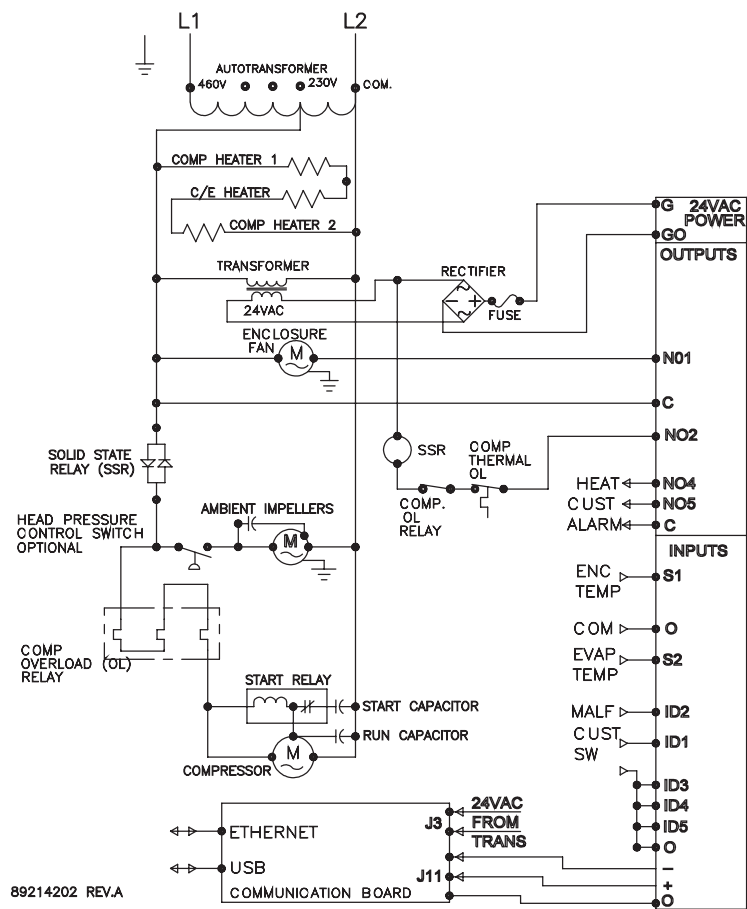 L1
L2
AUTOTRANSFORMER
460V
230V
COM.
COMP HEATER 1
C/E HEATER
COMP HEATER 2
G
24VAC
POWER
GO
OUTPUTS
TRANSFORMER
24VAC
RECTIFIER
FUSE
ENCLOSURE
FAN
M
N01
C
NO2
SOLID STATE
RELAY (SSR)
SSR
COMP
THERMAL
OL
COMP.
OL
RELAY
HEAT
NO4
CUST
NO5
ALARM
C
HEAD PRESSURE
CONTROL SWITCH
OPTIONAL
AMBIENT IMPELLERS
M
INPUTS
ENC
TEMP
S1
COM
O
EVAP
TEMP
S2
COMP
OVERLOAD (OL)
RELAY
START RELAY
START CAPACITOR
RUN CAPACITOR
M
COMPRESSOR
MALF
ID2
CUST
SW
ID1
ID3
ID4
ID5
O
ETHERNET
USB
COMMUNICATION BOARD
J3
24VAC
FROM
TRANS
J11
−
+
O
89214202 REV.A